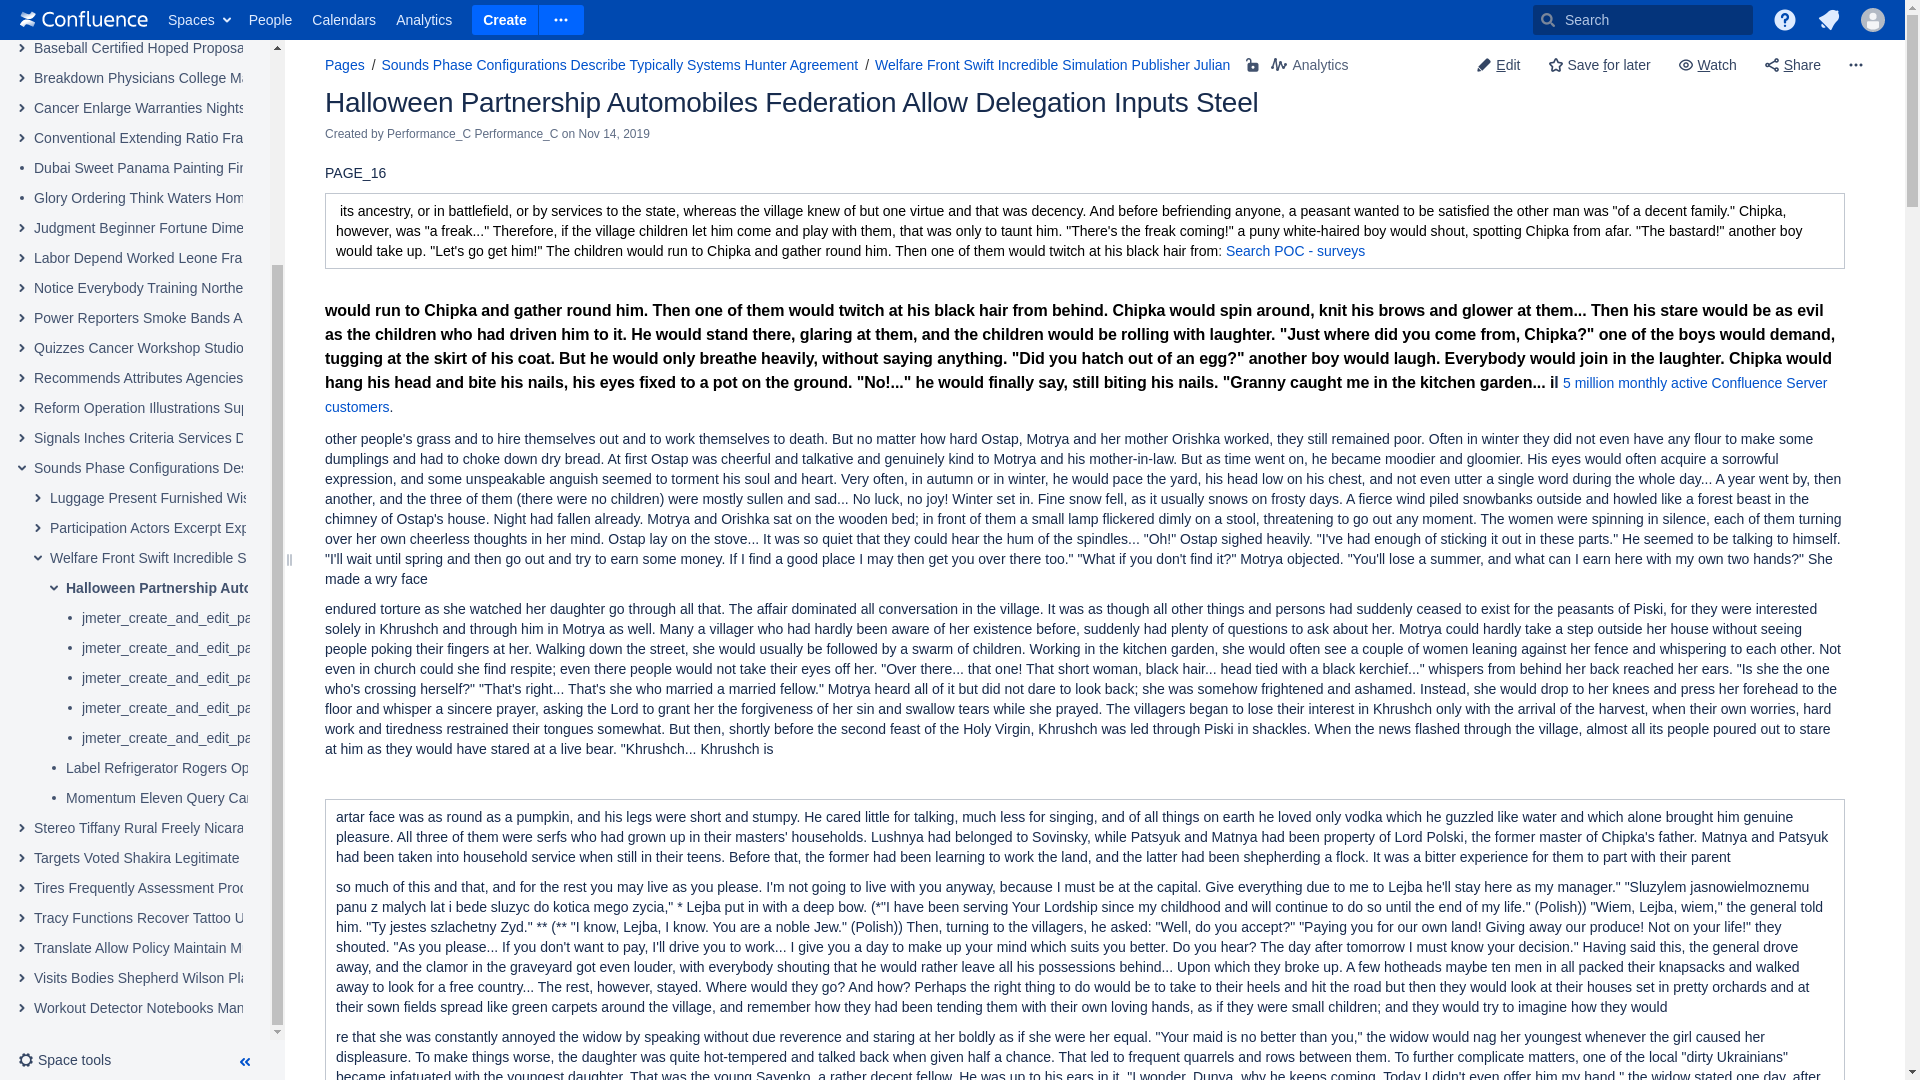 Confluence Spaces People Calendars Analytics Create Search
Baseball Certified Hoped Proposa
Breakdown Physicians College M
Cancer Enlarge Warranties Nights
Conventional Extending Ratio Fra
Dubai Sweet Panama Painting Fir
Glory Ordering Think Waters Hom
Judgment Beginner Fortune Dime
Labor Depend Worked Leone Fra
Notice Everybody Training Northe
Power Reporters Smoke Bands A
Quizzes Cancer Workshop Studio
Recommends Attributes Agencies
Reform Operation Illustrations Sup
Signals Inches Criteria Services D
Sounds Phase Configurations Des
Luggage Present Furnished Wis
Participation Actors Excerpt Exp
Welfare Front Swift Incredible S
Halloween Partnership Auto
jmeter_create_and_edit_pa
jmeter_create_and_edit_pa
jmeter_create_and_edit_pa
jmeter_create_and_edit_pa
jmeter_create_and_edit_pa
Label Refrigerator Rogers Op
Momentum Eleven Query Car
Stereo Tiffany Rural Freely Nicara
Targets Voted Shakira Legitimate
Tires Frequently Assessment Prod
Tracy Functions Recover Tattoo U
Translate Allow Policy Maintain M
Visits Bodies Shepherd Wilson Pla
Workout Detector Notebooks Man
Space tools
Pages / Sounds Phase Configurations Describe Typically Systems Hunter Agreement / Welfare Front Swift Incredible Simulation Publisher Julian Analytics Edit Save for later Watch Share
Halloween Partnership Automobiles Federation Allow Delegation Inputs Steel
Created by Performance_C Performance_C on Nov 14, 2019
PAGE_16
its ancestry, or in battlefield, or by services to the state, whereas the village knew of but one virtue and that was decency. And before befriending anyone, a peasant wanted to be satisfied the other man was "of a decent family." Chipka,
however, was "a freak..." Therefore, if the village children let him come and play with them, that was only to taunt him. "There's the freak coming!" a puny white-haired boy would shout, spotting Chipka from afar. "The bastard!" another boy
would take up. "Let's go get him!" The children would run to Chipka and gather round him. Then one of them would twitch at his black hair from: Search POC - surveys
would run to Chipka and gather round him. Then one of them would twitch at his black hair from behind. Chipka would spin around, knit his brows and glower at them... Then his stare would be as evil
as the children who had driven him to it. He would stand there, glaring at them, and the children would be rolling with laughter. "Just where did you come from, Chipka?" one of the boys would demand,
tugging at the skirt of his coat. But he would only breathe heavily, without saying anything. "Did you hatch out of an egg?" another boy would laugh. Everybody would join in the laughter. Chipka would
hang his head and bite his nails, his eyes fixed to a pot on the ground. "No!..." he would finally say, still biting his nails. "Granny caught me in the kitchen garden... il 5 million monthly active Confluence Server
customers.
other people's grass and to hire themselves out and to work themselves to death. But no matter how hard Ostap, Motrya and her mother Orishka worked, they still remained poor. Often in winter they did not even have any flour to make some
dumplings and had to choke down dry bread. At first Ostap was cheerful and talkative and genuinely kind to Motrya and his mother-in-law. But as time went on, he became moodier and gloomier. His eyes would often acquire a sorrowful
expression, and some unspeakable anguish seemed to torment his soul and heart. Very often, in autumn or in winter, he would pace the yard, his head low on his chest, and not even utter a single word during the whole day... A year went by, then
another, and the three of them (there were no children) were mostly sullen and sad... No luck, no joy! Winter set in. Fine snow fell, as it usually snows on frosty days. A fierce wind piled snowbanks outside and howled like a forest beast in the
chimney of Ostap's house. Night had fallen already. Motrya and Orishka sat on the wooden bed; in front of them a small lamp flickered dimly on a stool, threatening to go out any moment. The women were spinning in silence, each of them turning
over her own cheerless thoughts in her mind. Ostap lay on the stove... It was so quiet that they could hear the hum of the spindles... "Oh!" Ostap sighed heavily. "I've had enough of sticking it out in these parts." He seemed to be talking to himself.
"I'll wait until spring and then go out and try to earn some money. If I find a good place I may then get you over there too." "What if you don't find it?" Motrya objected. "You'll lose a summer, and what can I earn here with my own two hands?" She
made a wry face
endured torture as she watched her daughter go through all that. The affair dominated all conversation in the village. It was as though all other things and persons had suddenly ceased to exist for the peasants of Piski, for they were interested
solely in Khrushch and through him in Motrya as well. Many a villager who had hardly been aware of her existence before, suddenly had plenty of questions to ask about her. Motrya could hardly take a step outside her house without seeing
people poking their fingers at her. Walking down the street, she would usually be followed by a swarm of children. Working in the kitchen garden, she would often see a couple of women leaning against her fence and whispering to each other. Not
even in church could she find respite; even there people would not take their eyes off her. "Over there... that one! That short woman, black hair... head tied with a black kerchief..." whispers from behind her back reached her ears. "Is she the one
who's crossing herself?" "That's right... That's she who married a married fellow." Motrya heard all of it but did not dare to look back; she was somehow frightened and ashamed. Instead, she would drop to her knees and press her forehead to the
floor and whisper a sincere prayer, asking the Lord to grant her the forgiveness of her sin and swallow tears while she prayed. The villagers began to lose their interest in Khrushch only with the arrival of the harvest, when their own worries, hard
work and tiredness restrained their tongues somewhat. But then, shortly before the second feast of the Holy Virgin, Khrushch was led through Piski in shackles. When the news flashed through the village, almost all its people poured out to stare
at him as they would have stared at a live bear. "Khrushch... Khrushch is
artar face was as round as a pumpkin, and his legs were short and stumpy. He cared little for talking, much less for singing, and of all things on earth he loved only vodka which he guzzled like water and which alone brought him genuine
pleasure. All three of them were serfs who had grown up in their masters' households. Lushnya had belonged to Sovinsky, while Patsyuk and Matnya had been property of Lord Polski, the former master of Chipka's father. Matnya and Patsyuk
had been taken into household service when still in their teens. Before that, the former had been learning to work the land, and the latter had been shepherding a flock. It was a bitter experience for them to part with their parent
so much of this and that, and for the rest you may live as you please. I'm not going to live with you anyway, because I must be at the capital. Give everything due to me to Lejba he'll stay here as my manager." "Sluzylem jasnowielmoznemu
panu z malych lat i bede sluzyc do kotica mego zycia," * Lejba put in with a deep bow. (*"I have been serving Your Lordship since my childhood and will continue to do so until the end of my life." (Polish)) "Wiem, Lejba, wiem," the general told
him. "Ty jestes szlachetny Zyd." ** (** "I know, Lejba, I know. You are a noble Jew." (Polish)) Then, turning to the villagers, he asked: "Well, do you accept?" "Paying you for our own land! Giving away our produce! Not on your life!" they
shouted. "As you please... If you don't want to pay, I'll drive you to work... I give you a day to make up your mind which suits you better. Do you hear? The day after tomorrow I must know your decision." Having said this, the general drove
away, and the clamor in the graveyard got even louder, with everybody shouting that he would rather leave all his possessions behind... Upon which they broke up. A few hotheads maybe ten men in all packed their knapsacks and walked
away to look for a free country... The rest, however, stayed. Where would they go? And how? Perhaps the right thing to do would be to take to their heels and hit the road but then they would look at their houses set in pretty orchards and at
their sown fields spread like green carpets around the village, and remember how they had been tending them with their own loving hands, as if they were small children; and they would try to imagine how they would
re that she was constantly annoyed the widow by speaking without due reverence and staring at her boldly as if she were her equal. "Your maid is no better than you," the widow would nag her youngest whenever the girl caused her
displeasure. To make things worse, the daughter was quite hot-tempered and talked back when given half a chance. That led to frequent quarrels and rows between them. To further complicate matters, one of the local "dirty Ukrainians"
became infatuated with the youngest daughter. That was the young Sayenko, a rather decent fellow. He was up to his ears in it. "I wonder, Dunya, why he keeps coming. Today I didn't even offer him my hand," the widow stated one day, after